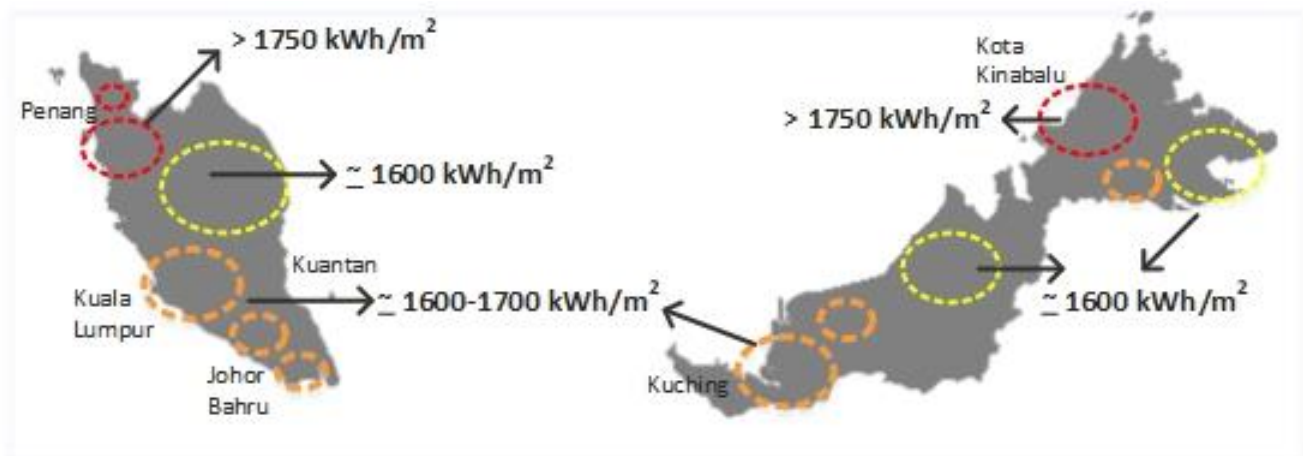 > 1750 kWh/m²
Penang
≃ 1600 kWh/m²
Kuantan
Kuala
Lumpur
≃ 1600-1700 kWh/m²
Johor
Bahru
Kota
Kinabalu
> 1750 kWh/m²
≃ 1600 kWh/m²
Kuching